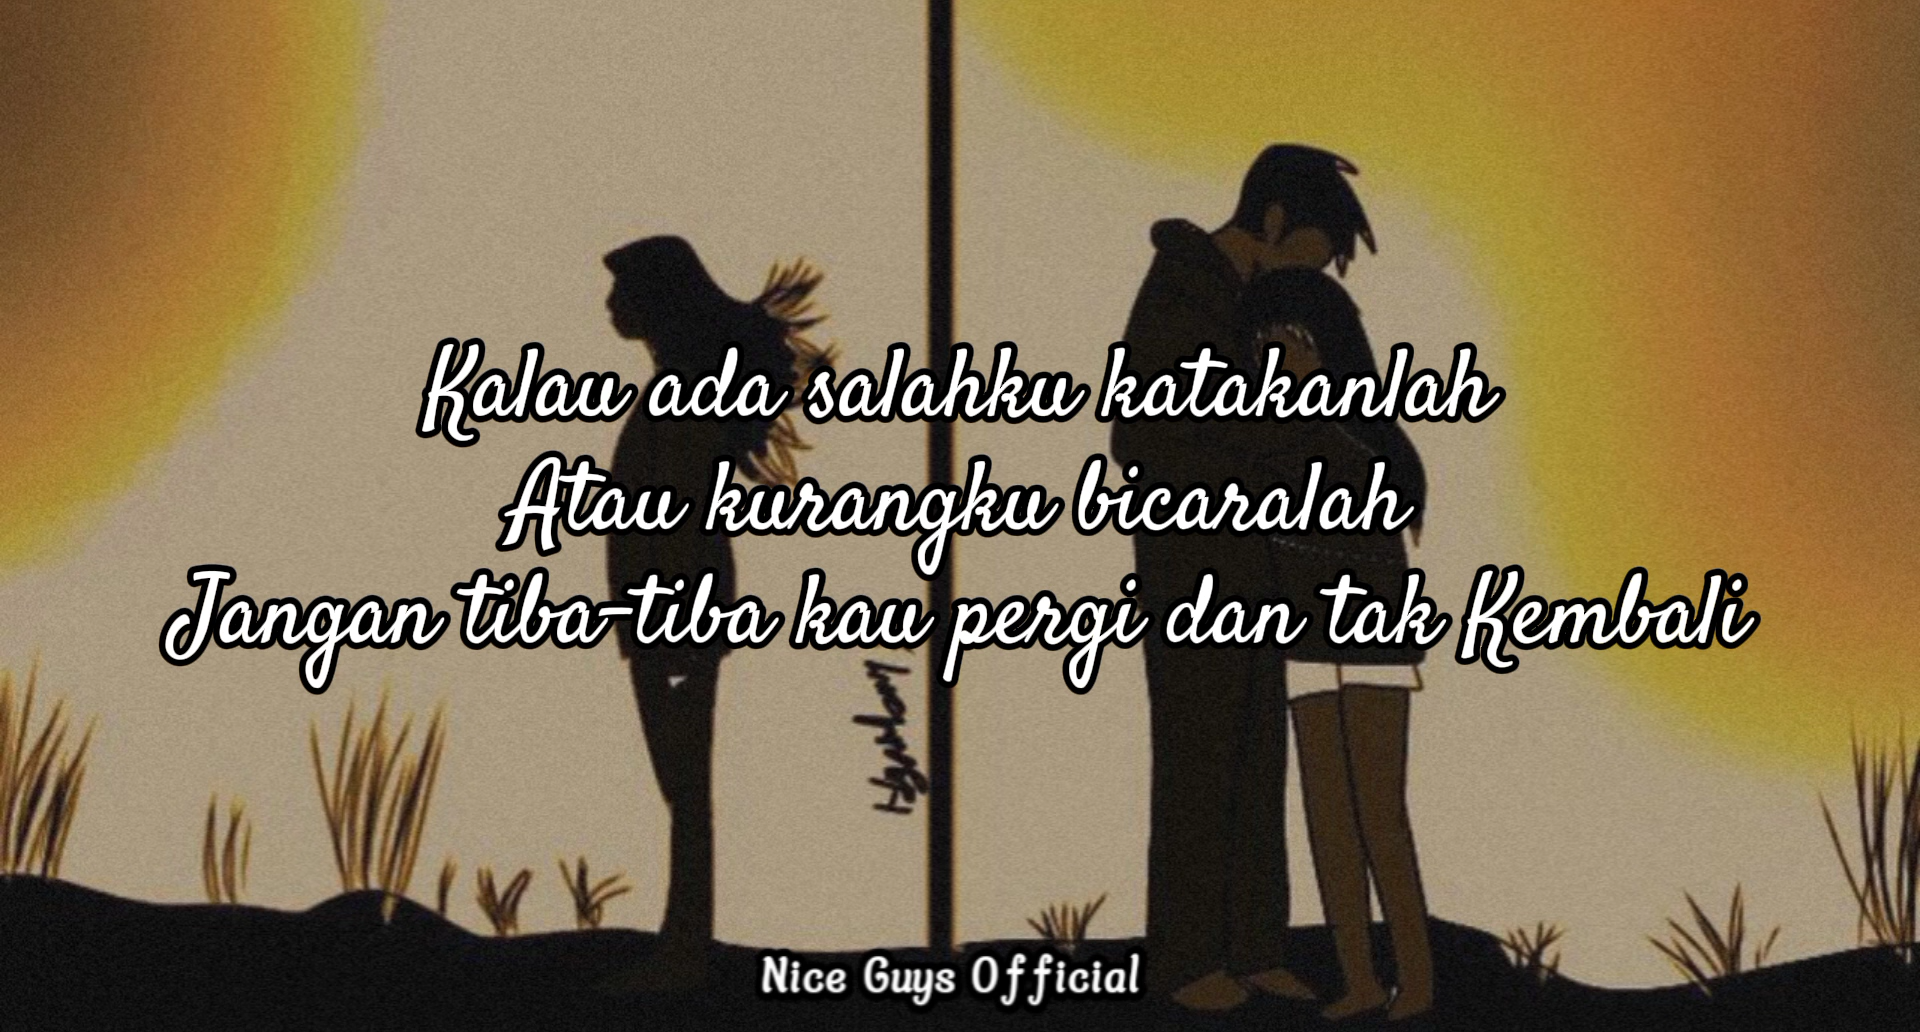 Kalau ada salahku katakanlah
Atau kurangku bicaralah
Jangan tiba-tiba kau pergi dan tak Kembali
Nice Guys Official